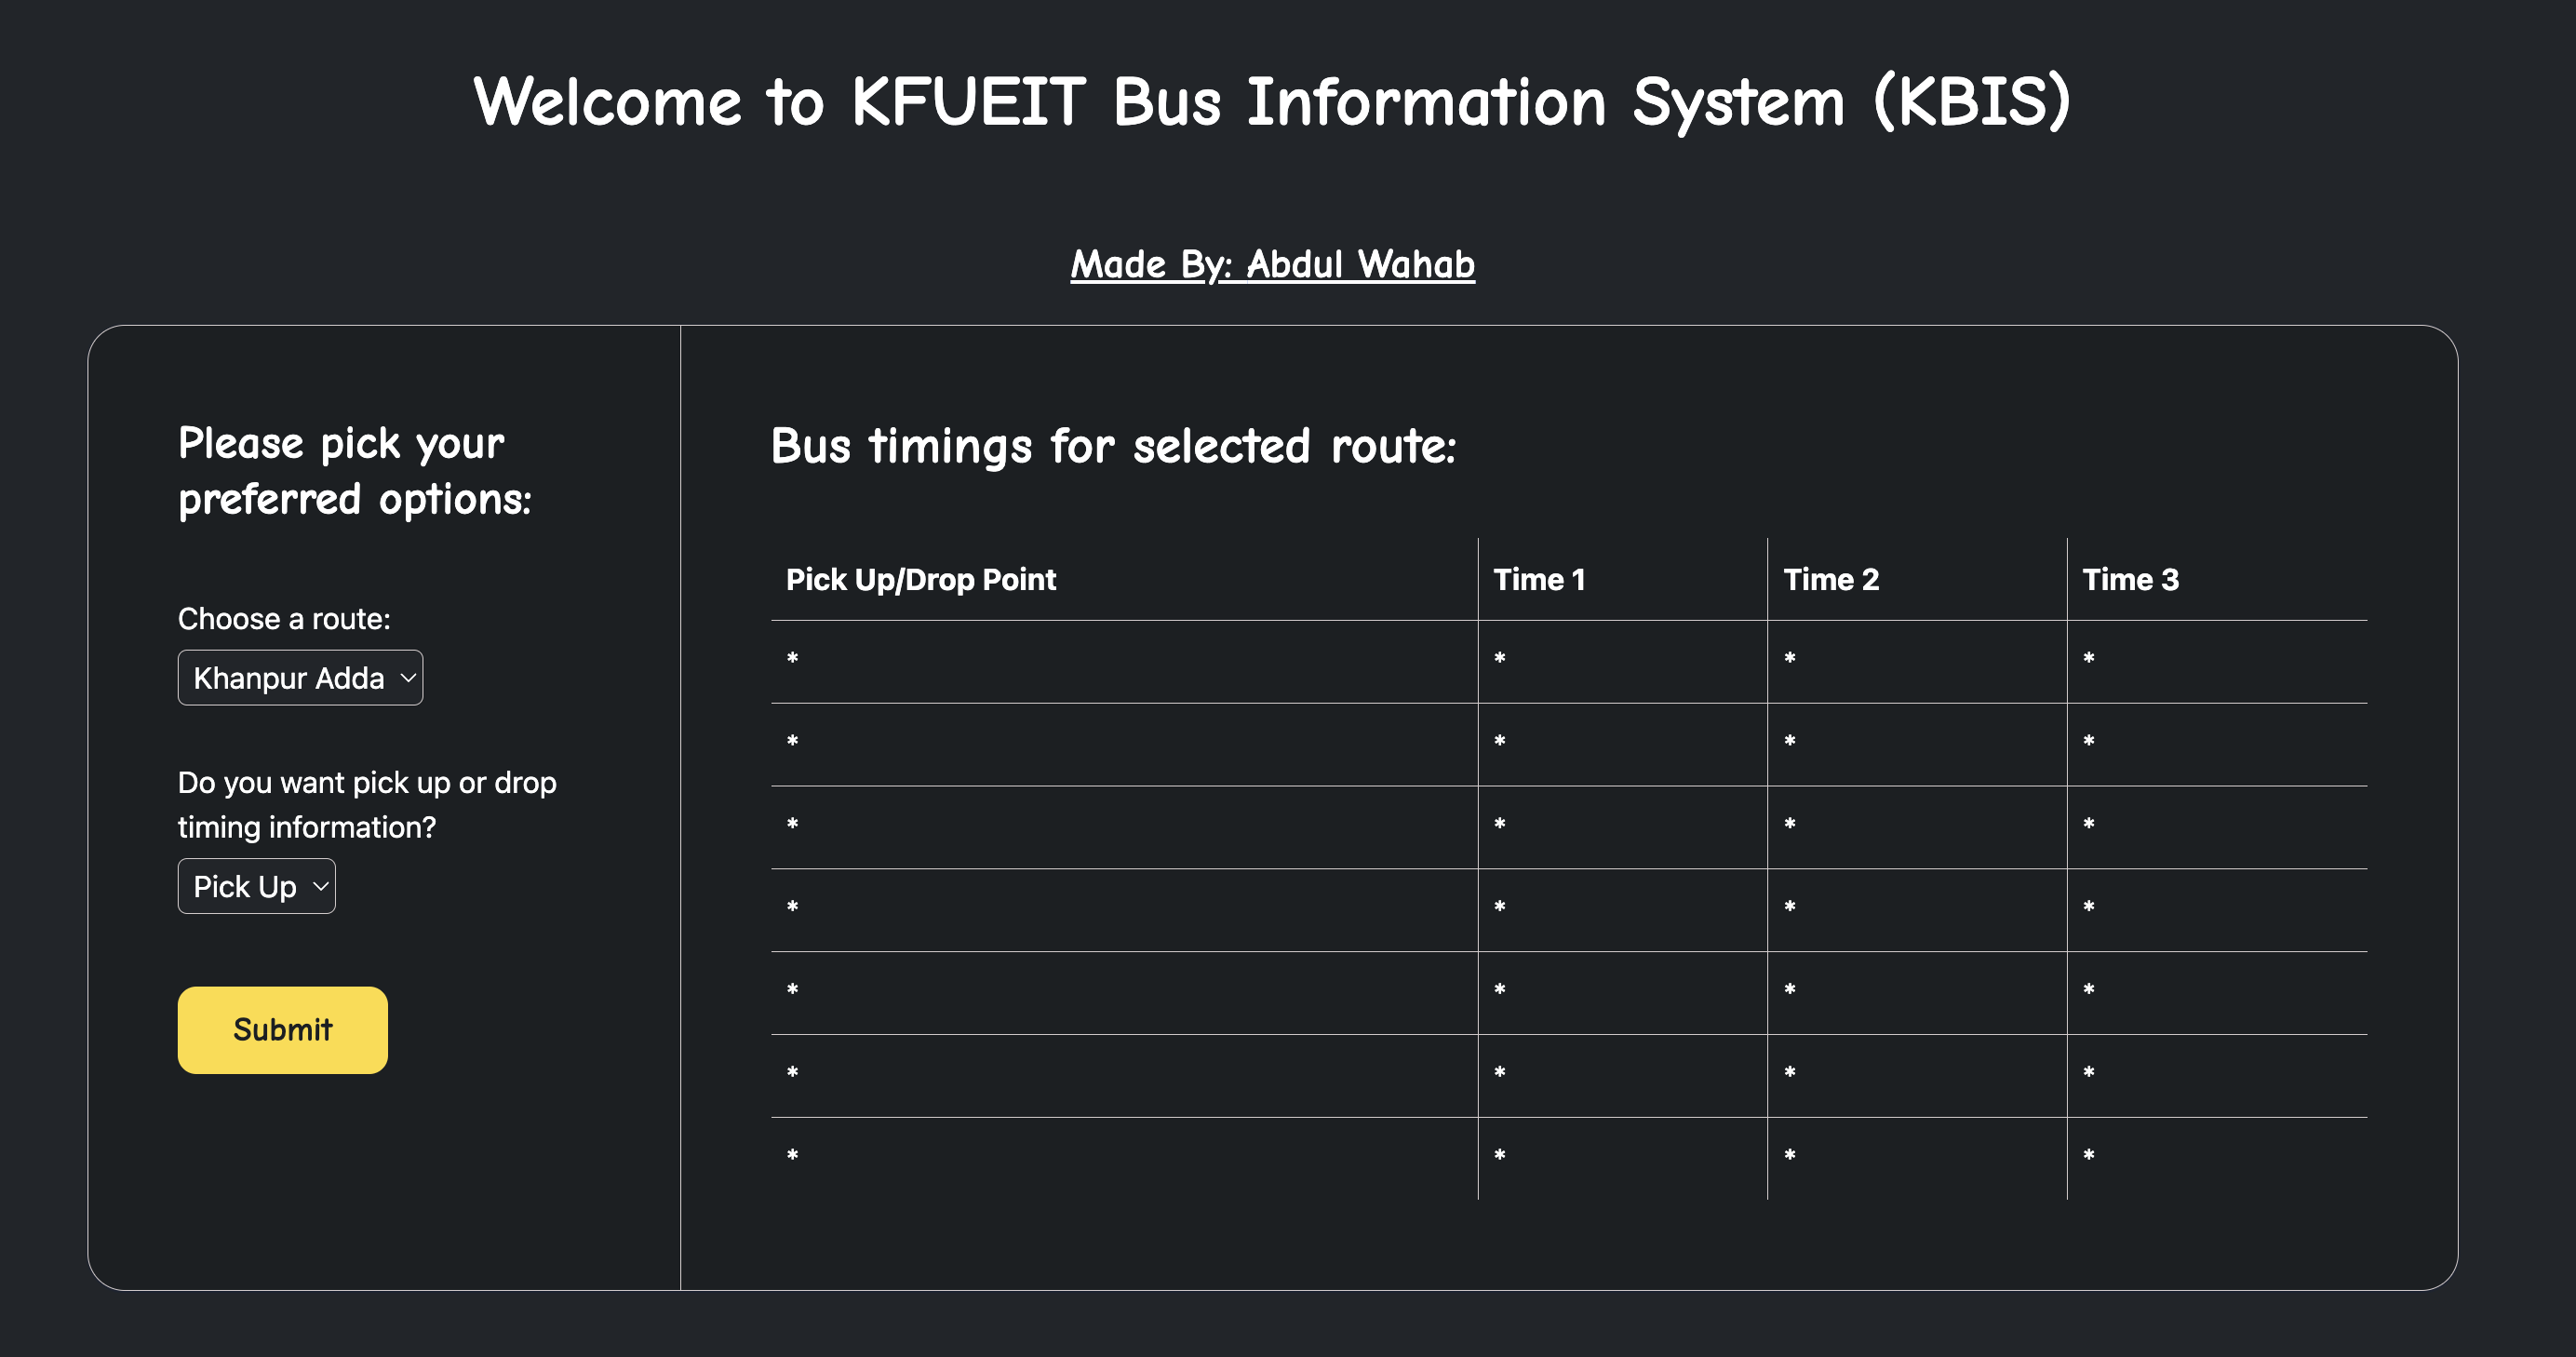 Welcome to KFUEIT Bus Information System (KBIS)
Made By: Abdul Wahab
Please pick your
preferred options:
Choose a route:
Khanpur Adda
Do you want pick up or drop
timing information?
Pick Up
Submit
Bus timings for selected route:
Pick Up/Drop Point Time 1 Time 2 Time 3
* * * *
* * * *
* * * *
* * * *
* * * *
* * * *
* * * *